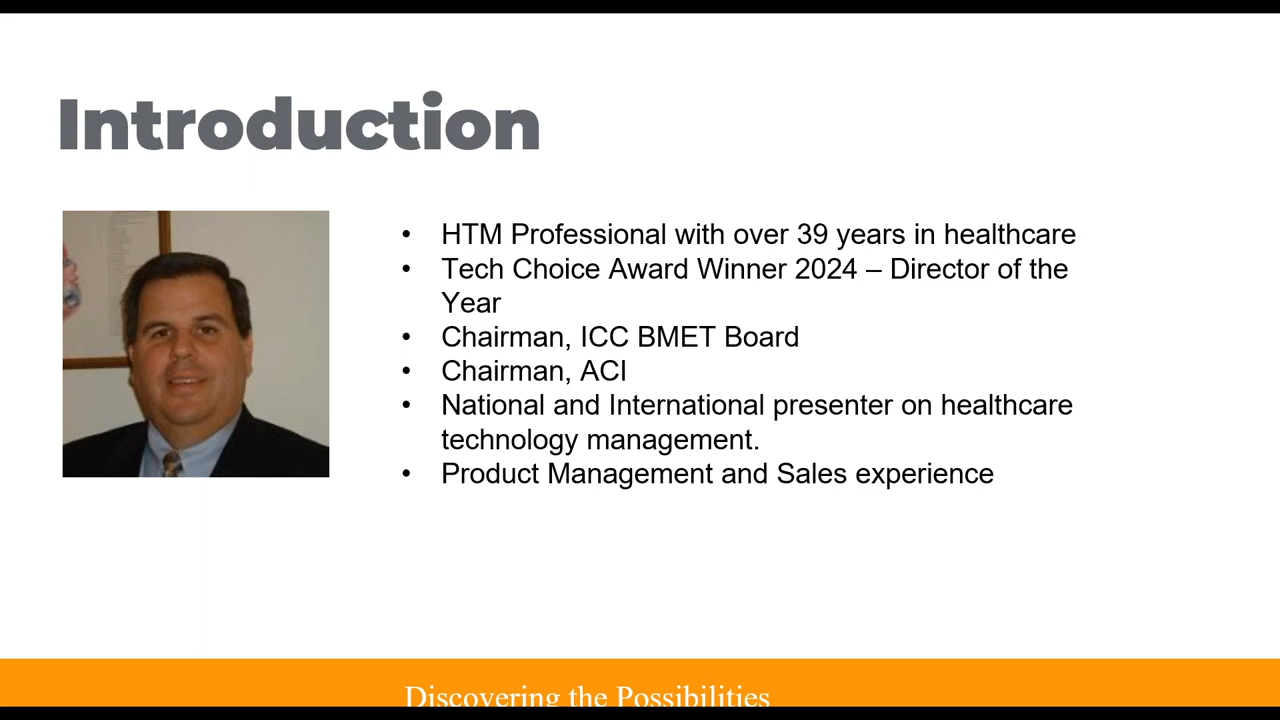 Introduction
• HTM Professional with over 39 years in healthcare
• Tech Choice Award Winner 2024 – Director of the
Year
• Chairman, ICC BMET Board
• Chairman, ACI
• National and International presenter on healthcare
technology management.
• Product Management and Sales experience
Discovering the Possibilities